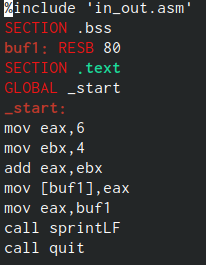 %include 'in_out.asm'
SECTION .bss
buf1: RESB 80
SECTION .text
GLOBAL _start
_start:
mov eax,6
mov ebx,4
add eax,ebx
mov [buf1],eax
mov eax,buf1
call sprintLF
call quit